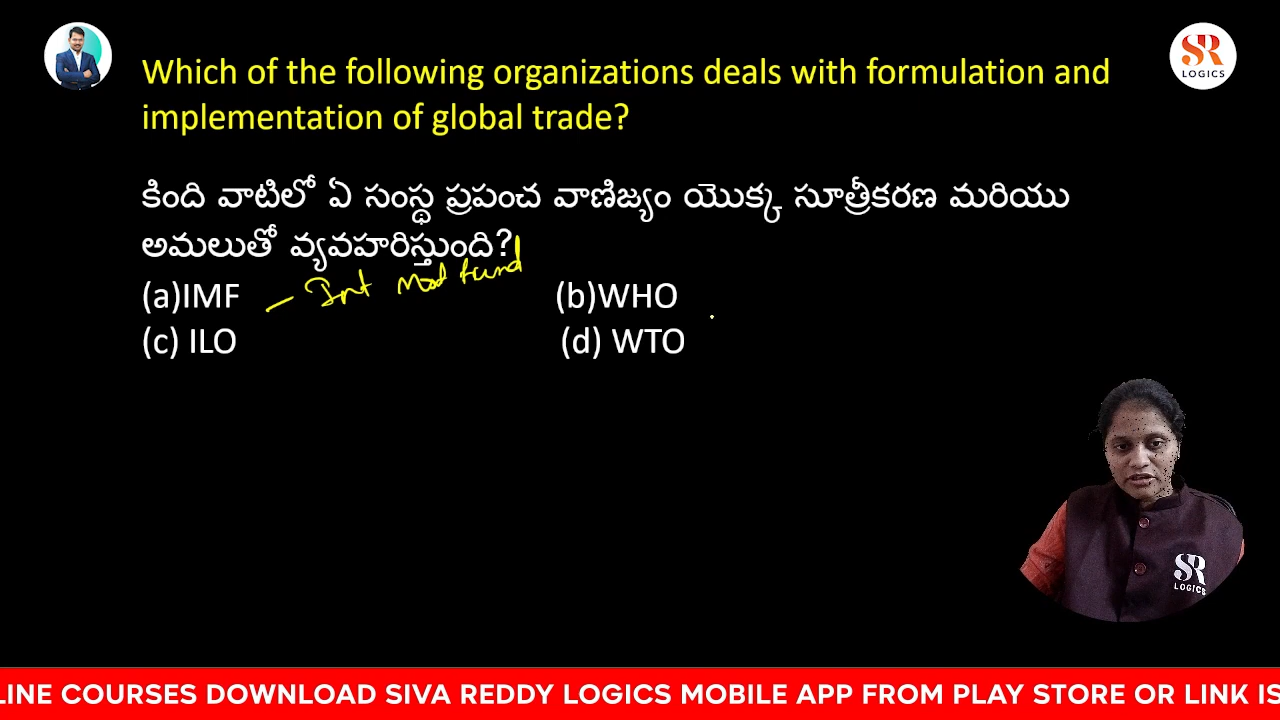 SR
LOGICS
Which of the following organizations deals with formulation and
implementation of global trade?
కింది వాటిలో ఏ సంస్థ ప్రపంచ వాణిజ్యం యొక్క సూత్రీకరణ మరియు
అమలుతో వ్యవహరిస్తుంది?
(a)IMF – Int fund (b)WHO
(c) ILO (d) WTO
SR
LOGICS
LINE COURSES DOWNLOAD SIVA REDDY LOGICS MOBILE APP FROM PLAY STORE OR LINK IS